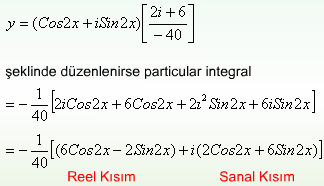 y = (Cos2x + iSin2x)[(2i + 6)/(-40)]
şeklinde düzenlenirse particular integral
= -1/40[2iCos2x + 6Cos2x + 2i²Sin2x + 6iSin2x]
= -1/40[(6Cos2x - 2Sin2x) + i(2Cos2x + 6Sin2x)]
Reel Kısım Sanal Kısım